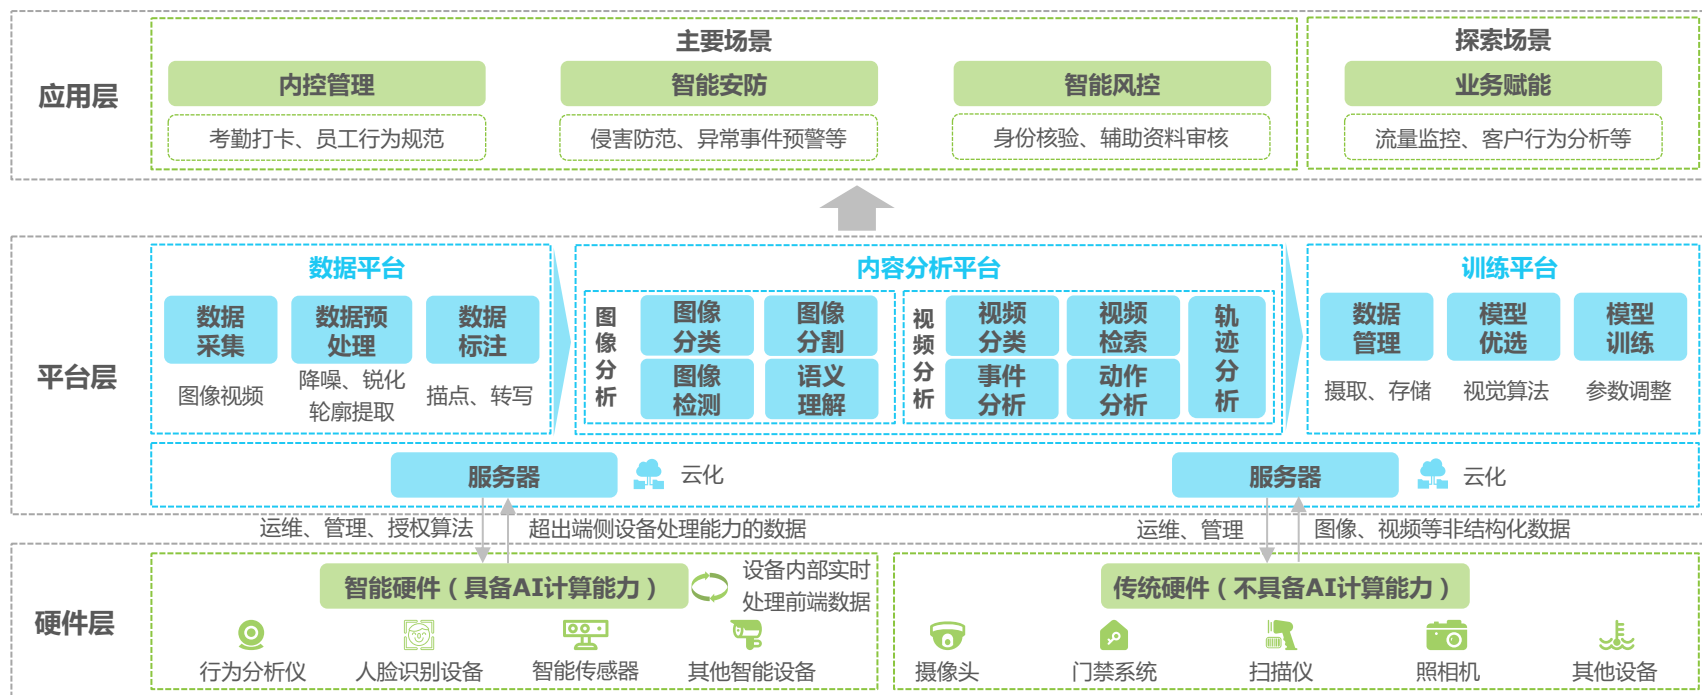 应用层
主要场景
内控管理
考勤打卡、员工行为规范
智能安防
侵害防范、异常事件预警等
智能风控
身份核验、辅助资料审核
探索场景
业务赋能
流量监控、客户行为分析等
平台层
数据平台
数据
采集
图像视频
数据预
处理
降噪、锐化
轮廓提取
数据
标注
描点、转写
内容分析平台
图像分析
图像
分类
图像
分割
图像
检测
语义
理解
视频分析
视频
分类
视频
检索
事件
分析
动作
分析
轨迹分析
训练平台
数据
管理
摄取、存储
模型
优选
视觉算法
模型
训练
参数调整
服务器
云化
服务器
云化
运维、管理、授权算法
超出端侧设备处理能力的数据
运维、管理
图像、视频等非结构化数据
硬件层
智能硬件（具备AI计算能力）
设备内部实时
处理前端数据
行为分析仪
人脸识别设备
智能传感器
其他智能设备
传统硬件（不具备AI计算能力）
摄像头
门禁系统
扫描仪
照相机
其他设备